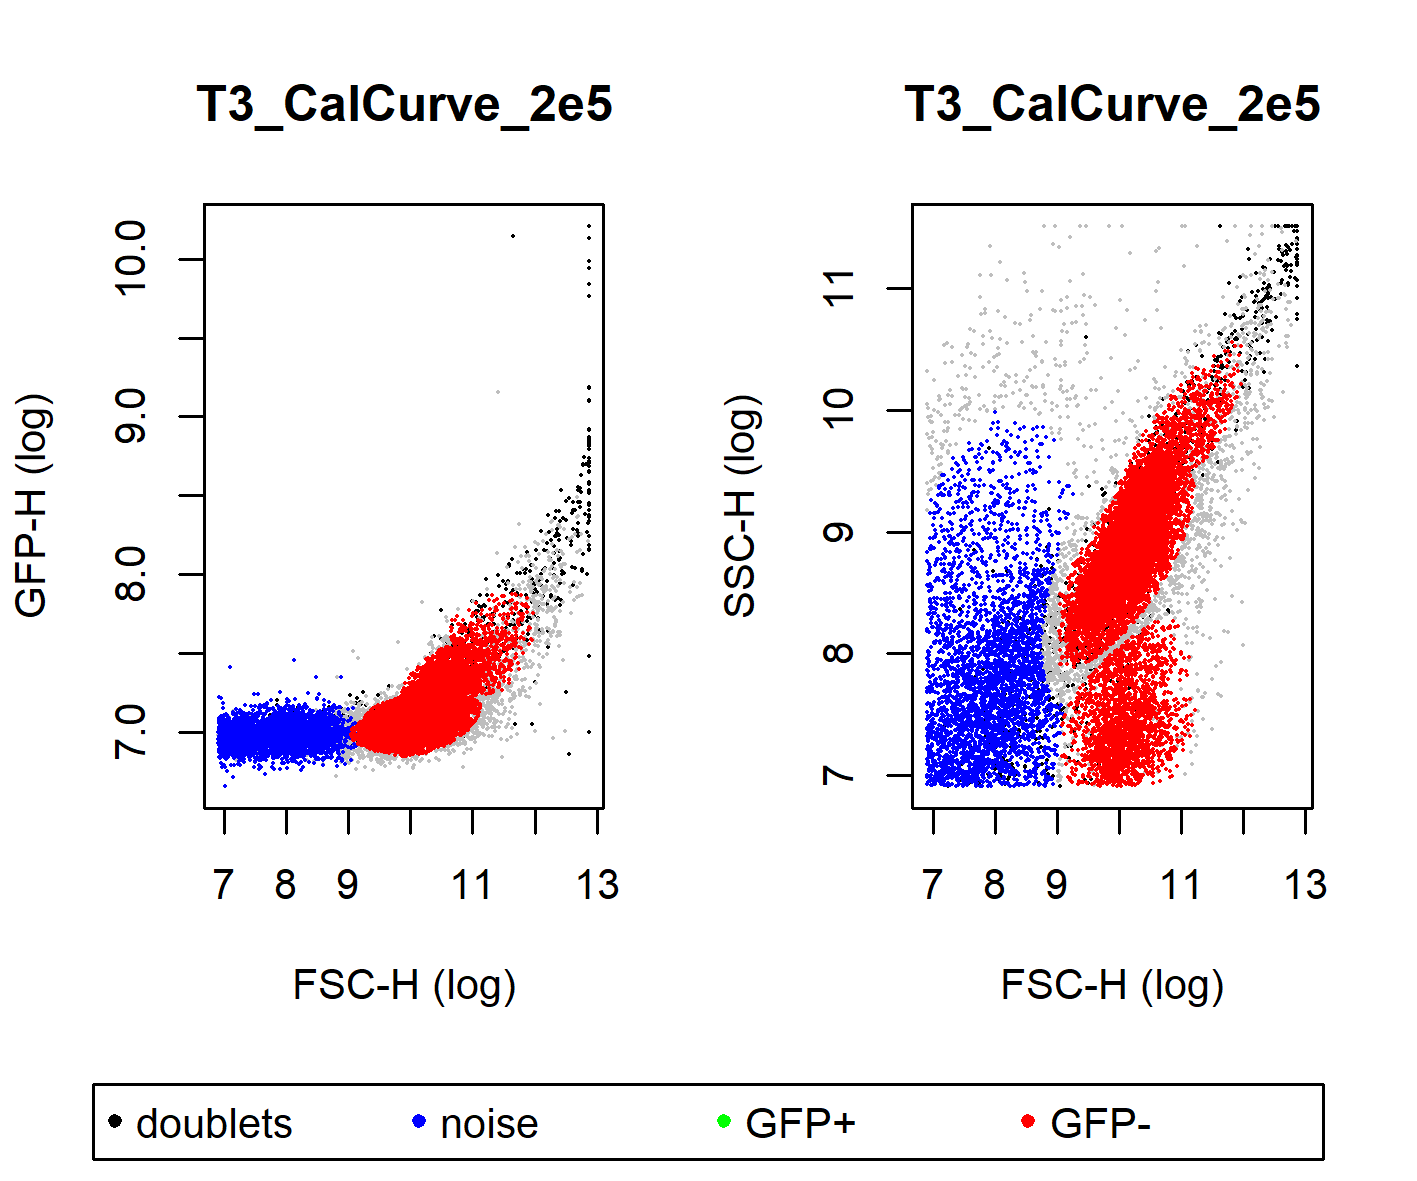 T3_CalCurve_2e5
GFP-H (log)
10.0
9.0
8.0
7.0
7 8 9 11 13
FSC-H (log)
T3_CalCurve_2e5
SSC-H (log)
11
10
9
8
7
7 8 9 11 13
FSC-H (log)
doublets noise GFP+ GFP-